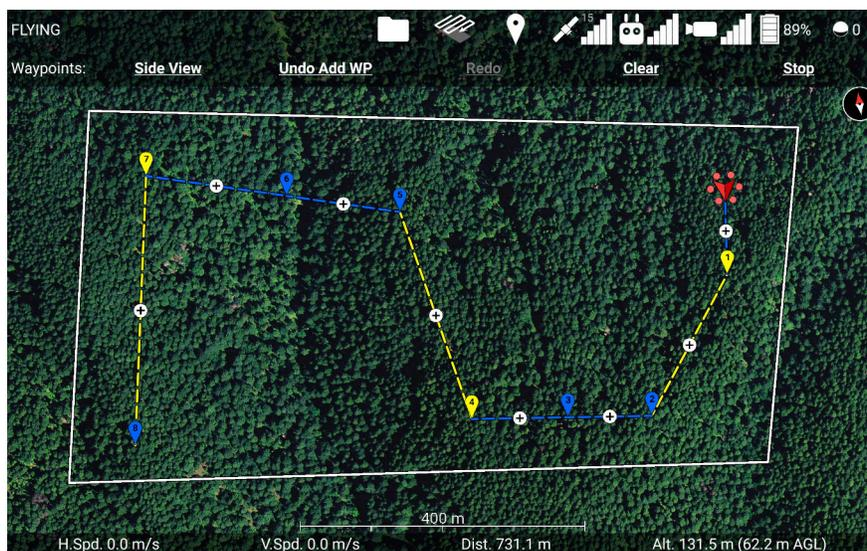 FLYING
15
89%
0
Waypoints:
Side View
Undo Add WP
Redo
Clear
Stop
7
6
5
1
4
3
2
8
400 m
H.Spd. 0.0 m/s
V.Spd. 0.0 m/s
Dist. 731.1 m
Alt. 131.5 m (62.2 m AGL)